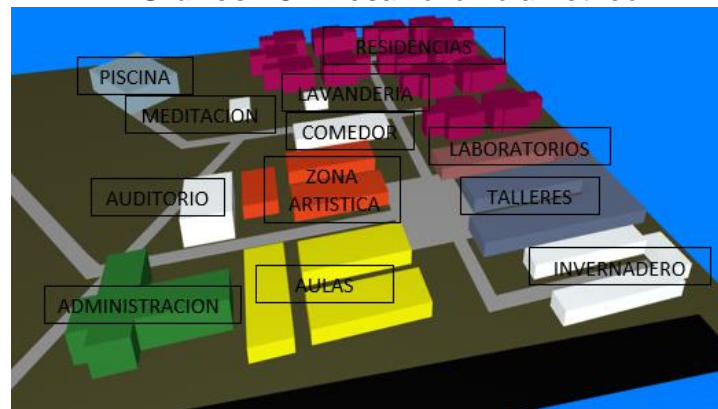 RESIDENCIAS
PISCINA
LAVANDERIA
MEDITACION
COMEDOR
LABORATORIOS
ZONA
ARTISTICA
AUDITORIO
TALLERES
INVERNADERO
AULAS
ADMINISTRACION